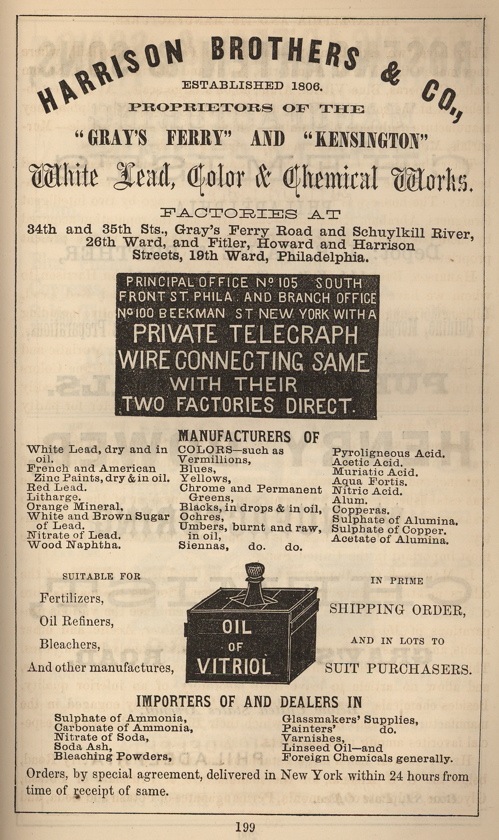 HARRISON BROTHERS & CO.,
ESTABLISHED 1806.
PROPRIETORS OF THE
"GRAY'S FERRY" AND "KENSINGTON"
White Lead, Color & Chemical Works.
FACTORIES AT
34th and 35th Sts., Gray's Ferry Road and Schuylkill River,
26th Ward, and Fitler, Howard and Harrison
Streets, 19th Ward, Philadelphia.
PRINCIPAL OFFICE No 105 SOUTH
FRONT ST. PHILA. AND BRANCH OFFICE
No 100 BEEKMAN ST NEW YORK WITH A
PRIVATE TELEGRAPH
WIRE CONNECTING SAME
WITH THEIR
TWO FACTORIES DIRECT.
MANUFACTURERS OF
White Lead, dry and in
oil.
French and American
Zinc Paints, dry & in oil.
Red Lead.
Litharge.
Orange Mineral,
White and Brown Sugar
of Lead.
Nitrate of Lead.
Wood Naphtha.
COLORS—such as
Vermillions,
Blues,
Yellows,
Chrome and Permanent
Greens,
Blacks, in drops & in oil,
Ochres,
Umbers, burnt and raw,
in oil,
Siennas, do. do.
Pyroligneous Acid.
Acetic Acid.
Muriatic Acid.
Aqua Fortis.
Nitric Acid.
Alum.
Copperas.
Sulphate of Alumina.
Sulphate of Copper.
Acetate of Alumina.
SUITABLE FOR
Fertilizers,
Oil Refiners,
Bleachers,
And other manufactures,
OIL
OF
VITRIOL
IN PRIME
SHIPPING ORDER,
AND IN LOTS TO
SUIT PURCHASERS.
IMPORTERS OF AND DEALERS IN
Sulphate of Ammonia,
Carbonate of Ammonia,
Nitrate of Soda,
Soda Ash,
Bleaching Powders,
Glassmakers' Supplies,
Painters' do.
Varnishes,
Linseed Oil—and
Foreign Chemicals generally.
Orders, by special agreement, delivered in New York within 24 hours from
time of receipt of same.
199